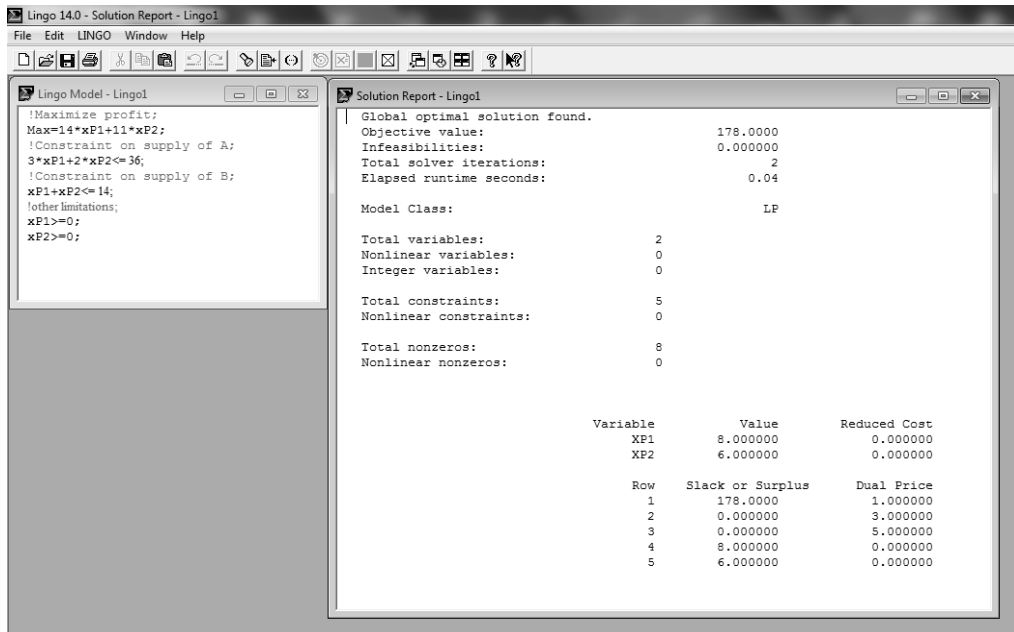 Lingo 14.0 - Solution Report - Lingo1
File Edit LINGO Window Help
Lingo Model - Lingo1
!Maximize profit;
Max=14*xP1+11*xP2;
!Constraint on supply of A;
3*xP1+2*xP2<= 36;
!Constraint on supply of B;
xP1+xP2<= 14;
!other limitations;
xP1>=0;
xP2>=0;
Solution Report - Lingo1
Global optimal solution found.
Objective value: 178.0000
Infeasibilities: 0.000000
Total solver iterations: 2
Elapsed runtime seconds: 0.04
Model Class: LP
Total variables: 2
Nonlinear variables: 0
Integer variables: 0
Total constraints: 5
Nonlinear constraints: 0
Total nonzeros: 8
Nonlinear nonzeros: 0
Variable Value Reduced Cost
XP1 8.000000 0.000000
XP2 6.000000 0.000000
Row Slack or Surplus Dual Price
1 178.0000 1.000000
2 0.000000 3.000000
3 0.000000 5.000000
4 8.000000 0.000000
5 6.000000 0.000000